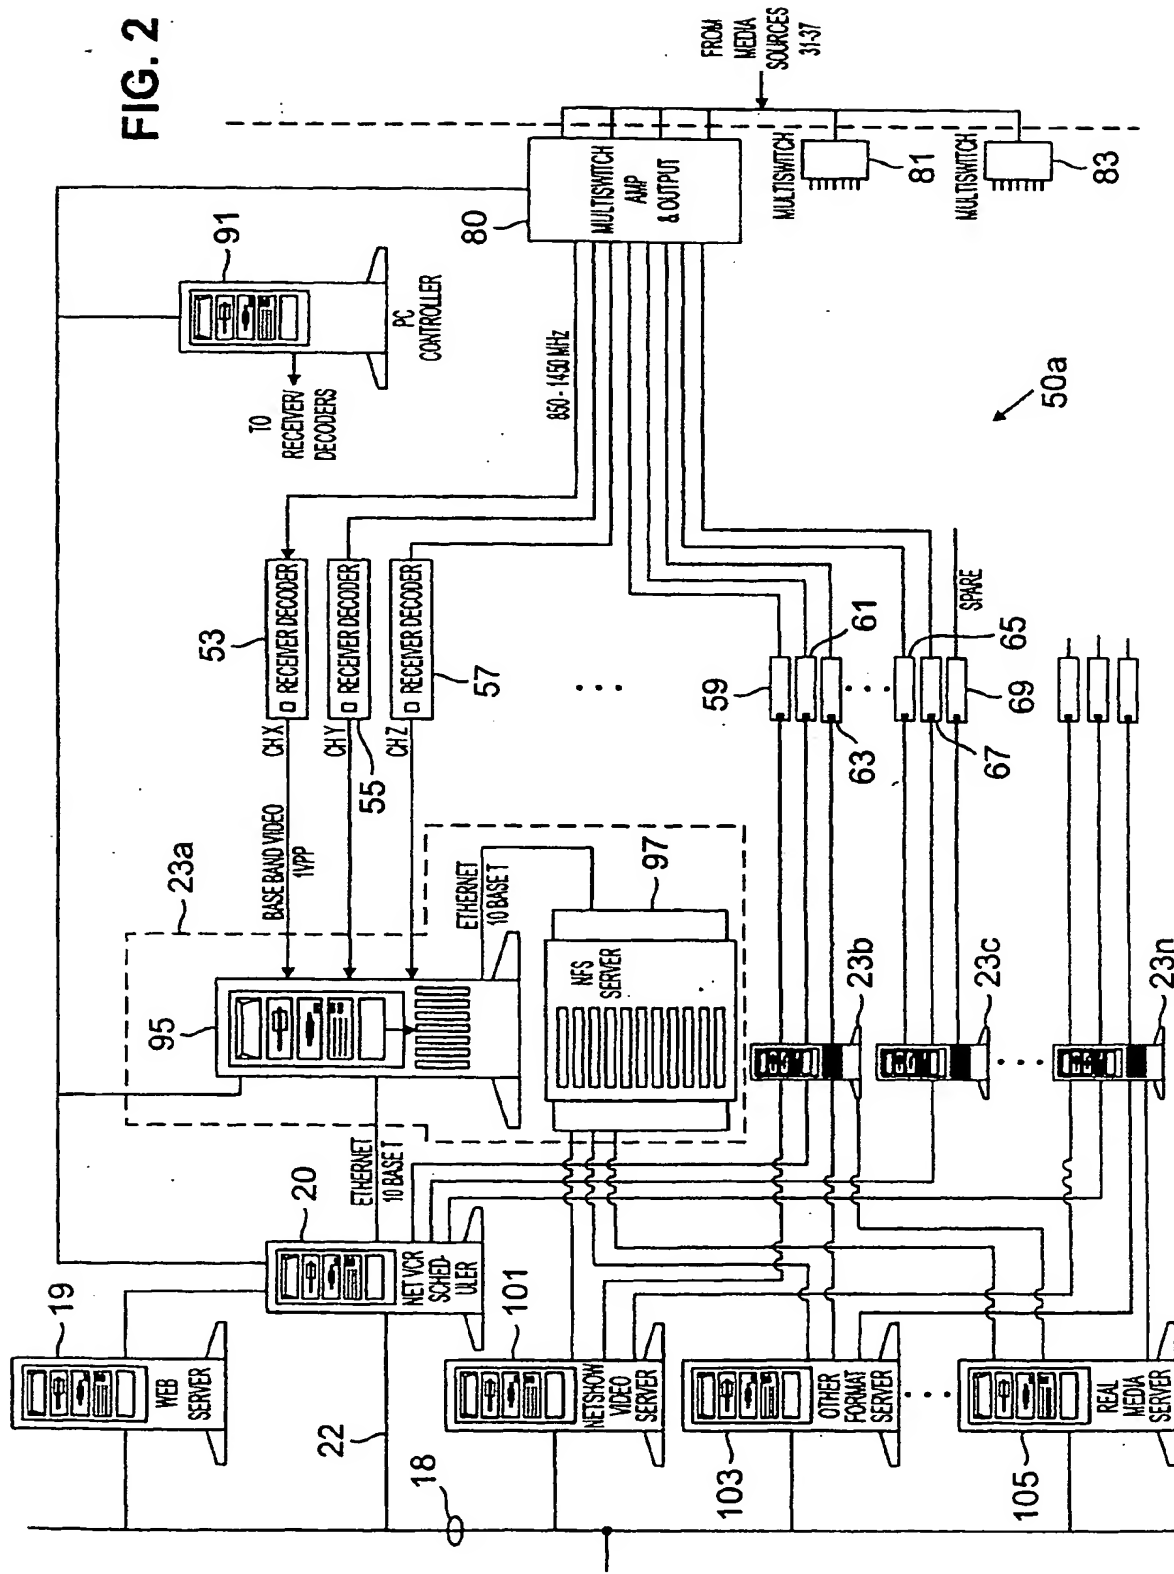 FIG. 2
FROM
MEDIA
SOURCES
31-37
MULTISWITCH
AMP
& OUTPUT
80
MULTISWITCH
81
MULTISWITCH
83
91
PC
CONTROLLER
TO
RECEIVER/
DECODERS
850 - 1450 MHz
50a
53
RECEIVER DECODER
RECEIVER DECODER
RECEIVER DECODER
55
57
CH X
CH Y
CH Z
BASE BAND VIDEO
1VPP
23a
95
ETHERNET
10 BASE T
97
NFS
SERVER
59
61
63
65
67
69
SPARE
23b
23c
23n
ETHERNET
10 BASE T
20
NET VCR
SCHED-
ULER
19
WEB
SERVER
22
18
101
NETSHOW
VIDEO
SERVER
103
OTHER
FORMAT
SERVER
105
REAL
MEDIA
SERVER